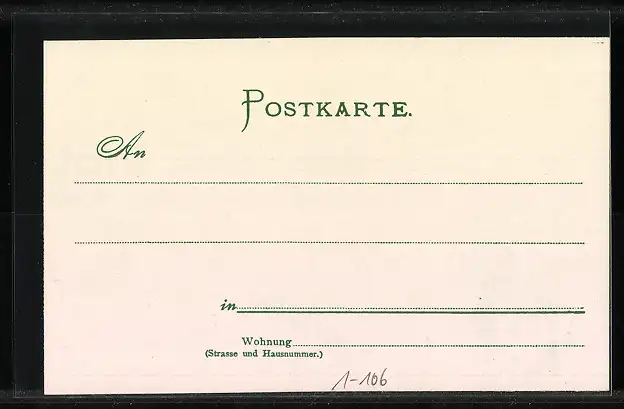 POSTKARTE.
An
in
Wohnung
(Strasse und Hausnummer.)
1-106